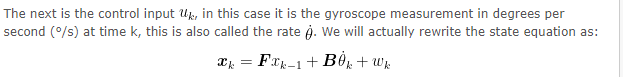 The next is the control input u_k, in this case it is the gyroscope measurement in degrees per
second (°/s) at time k, this is also called the rate θ̇. We will actually rewrite the state equation as:
x_k = Fx_{k−1} + Bθ̇_k + w_k